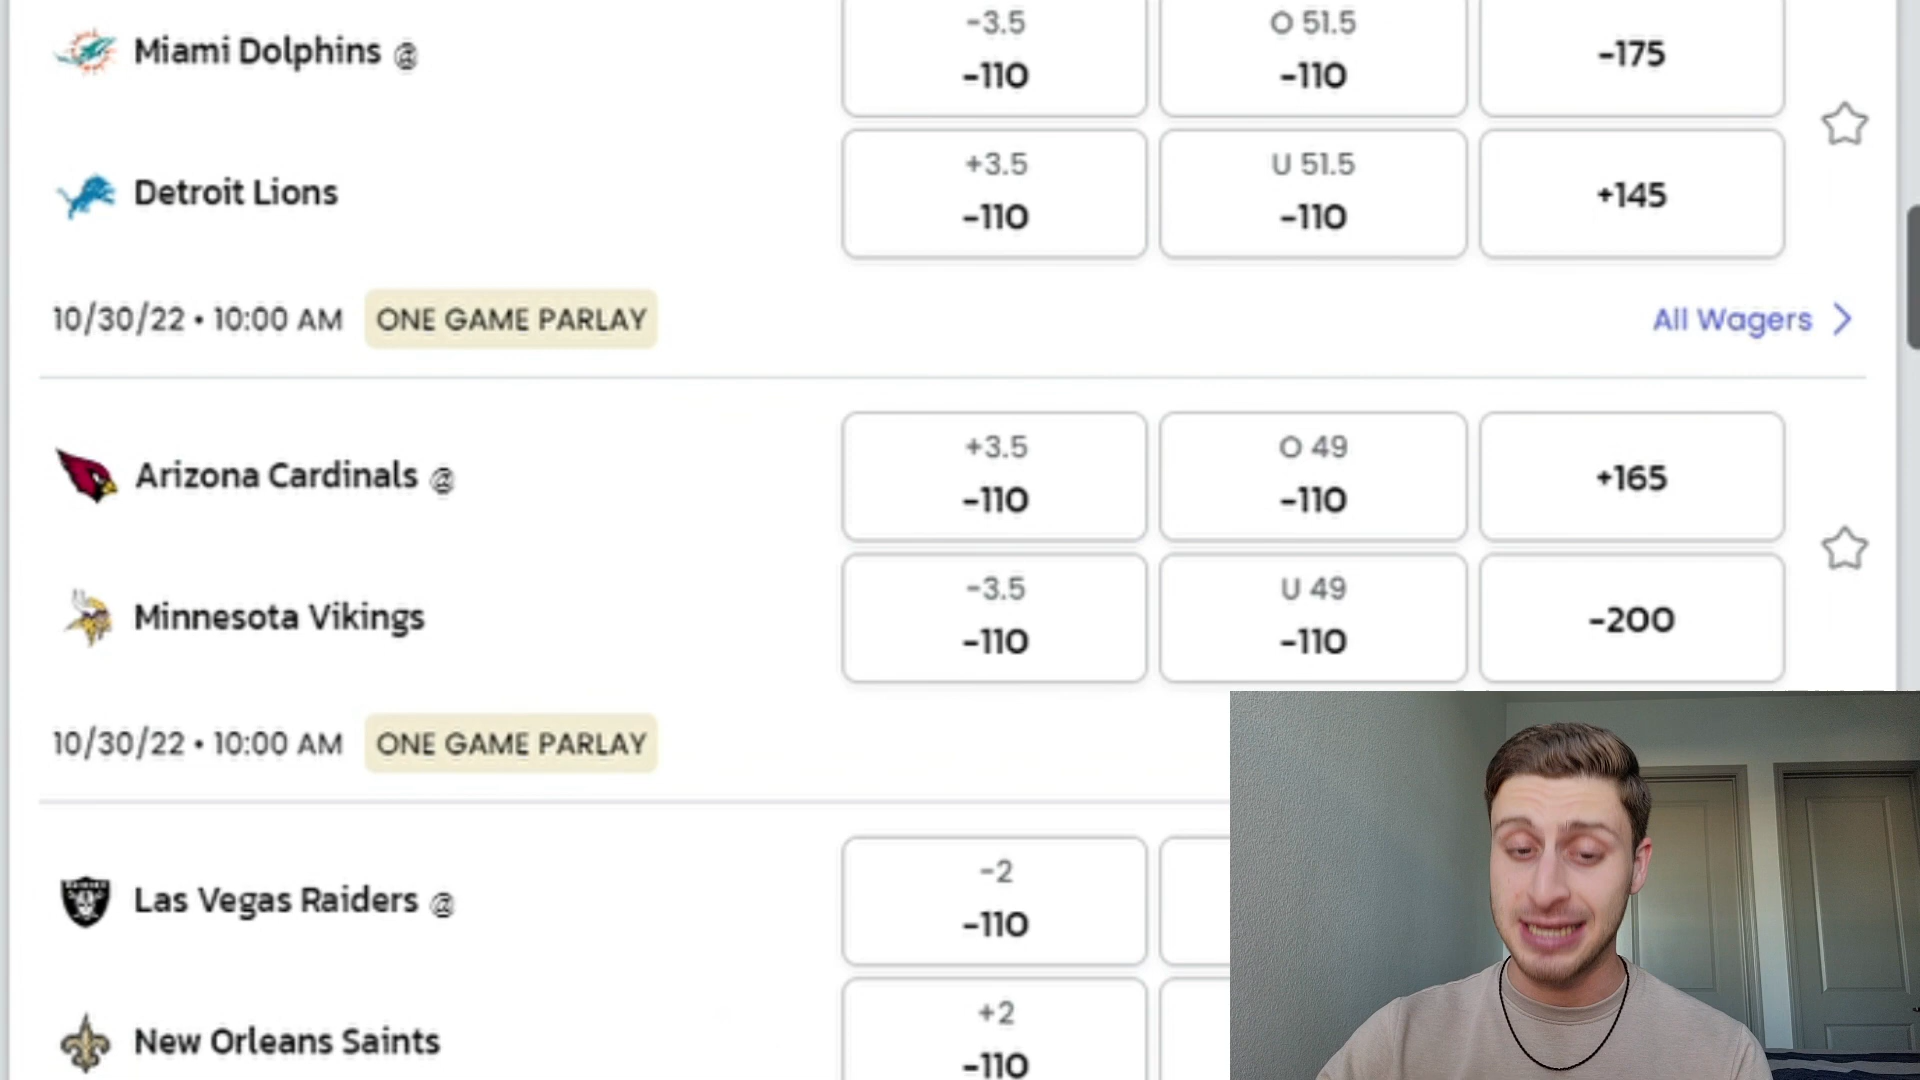 -3.5 O 51.5
Miami Dolphins @ -110 -110 -175
+3.5 U 51.5
Detroit Lions -110 -110 +145
10/30/22 • 10:00 AM ONE GAME PARLAY All Wagers >
+3.5 O 49
Arizona Cardinals @ -110 -110 +165
-3.5 U 49
Minnesota Vikings -110 -110 -200
10/30/22 • 10:00 AM ONE GAME PARLAY
-2
Las Vegas Raiders @ -110
+2
New Orleans Saints -110